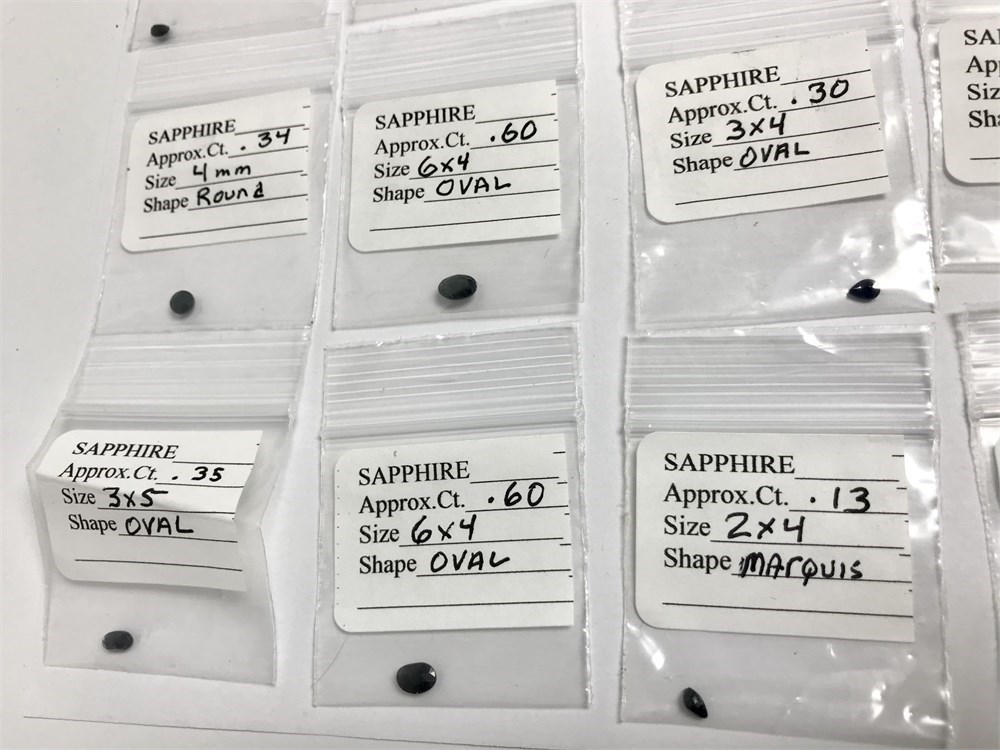 SAPPHIRE
Approx.Ct. .34
Size 4mm
Shape Round
SAPPHIRE
Approx.Ct. .60
Size 6x4
Shape OVAL
SAPPHIRE
Approx.Ct. .30
Size 3x4
Shape OVAL
SAPPHIRE
Approx.Ct. .35
Size 3x5
Shape OVAL
SAPPHIRE
Approx.Ct. .60
Size 6x4
Shape OVAL
SAPPHIRE
Approx.Ct. .13
Size 2x4
Shape MARQUIS